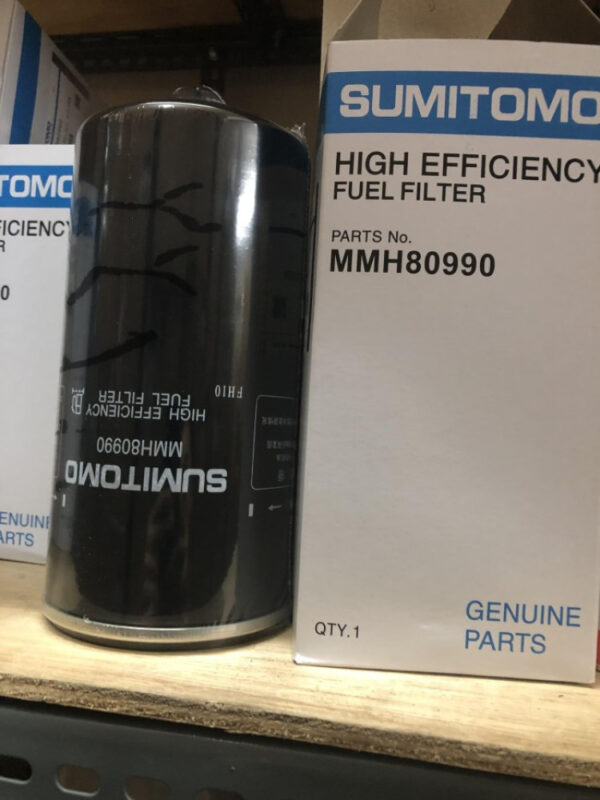 TOMO
ICIENCY
R
0
ENUINE
ARTS
SUMITOMO
MMH80990
HIGH EFFICIENCY
FUEL FILTER
FH10
SUMITOMO
HIGH EFFICIENCY
FUEL FILTER
PARTS No.
MMH80990
QTY.1
GENUINE
PARTS